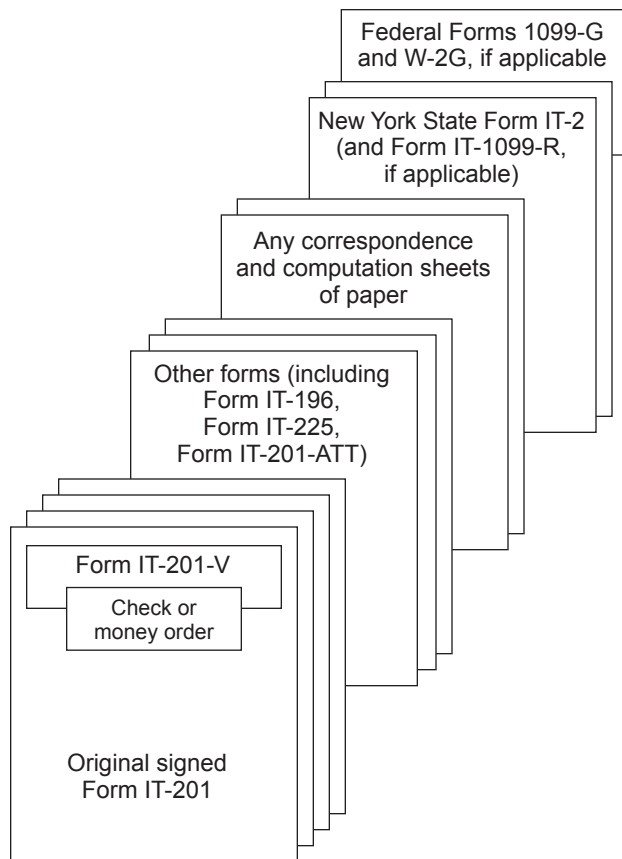 Federal Forms 1099-G
and W-2G, if applicable
New York State Form IT-2
(and Form IT-1099-R,
if applicable)
Any correspondence
and computation sheets
of paper
Other forms (including
Form IT-196,
Form IT-225,
Form IT-201-ATT)
Form IT-201-V
Check or
money order
Original signed
Form IT-201